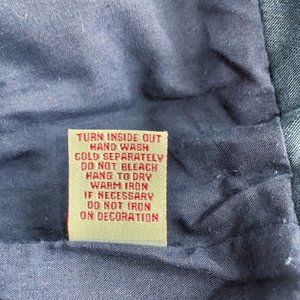 TURN INSIDE OUT
HAND WASH
COLD SEPARATELY
DO NOT BLEACH
HANG TO DRY
WARM IRON
IF NECESSARY
DO NOT IRON
ON DECORATION